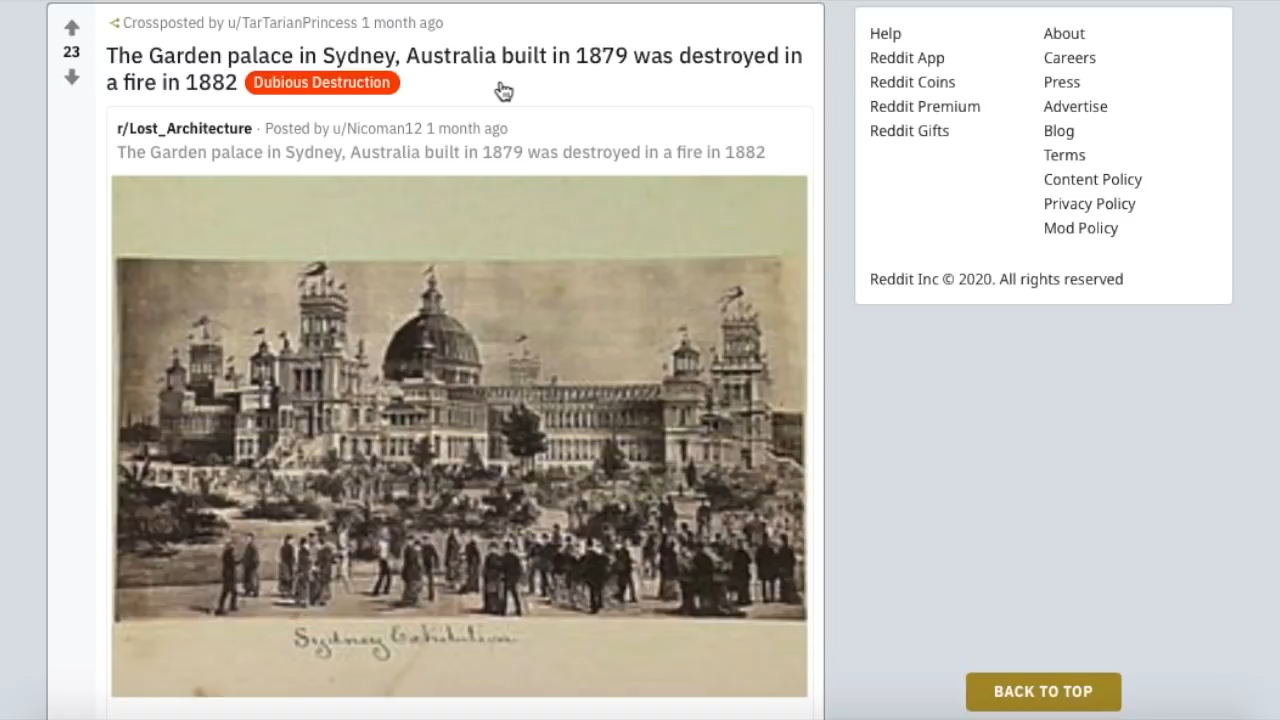 Crossposted by u/TarTarianPrincess 1 month ago
23
The Garden palace in Sydney, Australia built in 1879 was destroyed in
a fire in 1882 Dubious Destruction
r/Lost_Architecture · Posted by u/Nicoman12 1 month ago
The Garden palace in Sydney, Australia built in 1879 was destroyed in a fire in 1882
Sydney Exhibition
Help
Reddit App
Reddit Coins
Reddit Premium
Reddit Gifts
About
Careers
Press
Advertise
Blog
Terms
Content Policy
Privacy Policy
Mod Policy
Reddit Inc © 2020. All rights reserved
BACK TO TOP